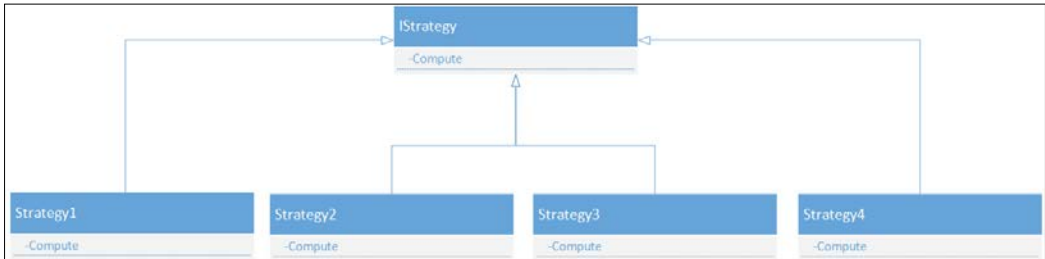 IStrategy
-Compute
Strategy1
-Compute
Strategy2
-Compute
Strategy3
-Compute
Strategy4
-Compute